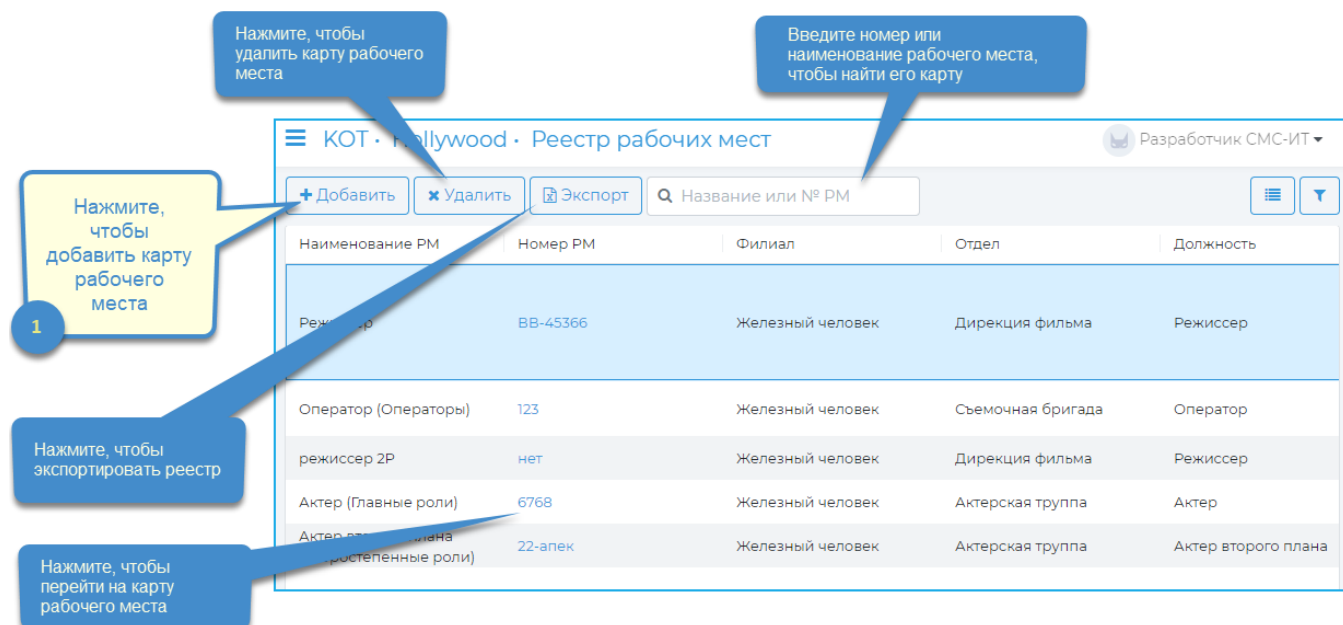 Нажмите, чтобы
удалить карту рабочего
места
Введите номер или
наименование рабочего места,
чтобы найти его карту
КОТ · Hollywood · Реестр рабочих мест
Разработчик СМС-ИТ
Нажмите,
чтобы
добавить карту
рабочего
места
1
Добавить
Удалить
Экспорт
Название или № РМ
Наименование РМ Номер РМ Филиал Отдел Должность
Режиссер ВВ-45366 Железный человек Дирекция фильма Режиссер
Оператор (Операторы) 123 Железный человек Съемочная бригада Оператор
режиссер 2Р нет Железный человек Дирекция фильма Режиссер
Актер (Главные роли) 6768 Железный человек Актерская труппа Актер
Актер 22-апек Железный человек Актерская труппа Актер второго плана
роли)
Нажмите, чтобы
экспортировать реестр
Нажмите, чтобы
перейти на карту
рабочего места